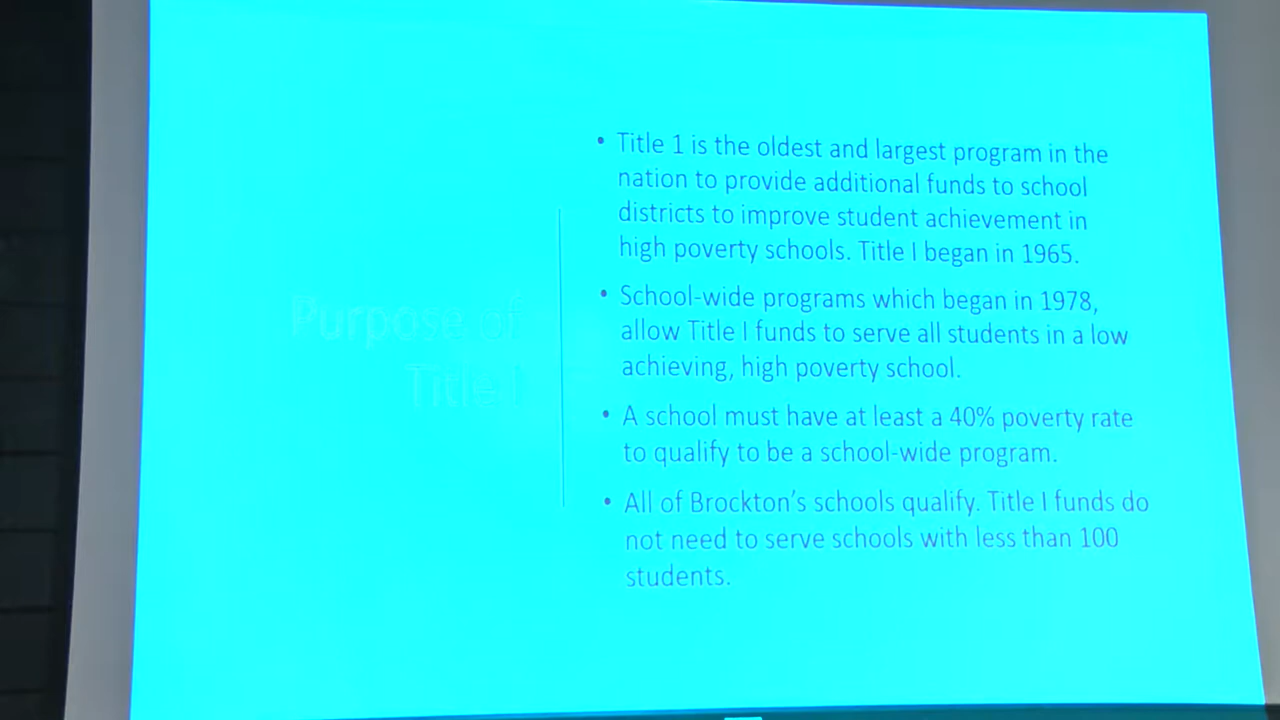 Purpose of
Title I
• Title 1 is the oldest and largest program in the
nation to provide additional funds to school
districts to improve student achievement in
high poverty schools. Title I began in 1965.
• School-wide programs which began in 1978,
allow Title I funds to serve all students in a low
achieving, high poverty school.
• A school must have at least a 40% poverty rate
to qualify to be a school-wide program.
• All of Brockton's schools qualify. Title I funds do
not need to serve schools with less than 100
students.